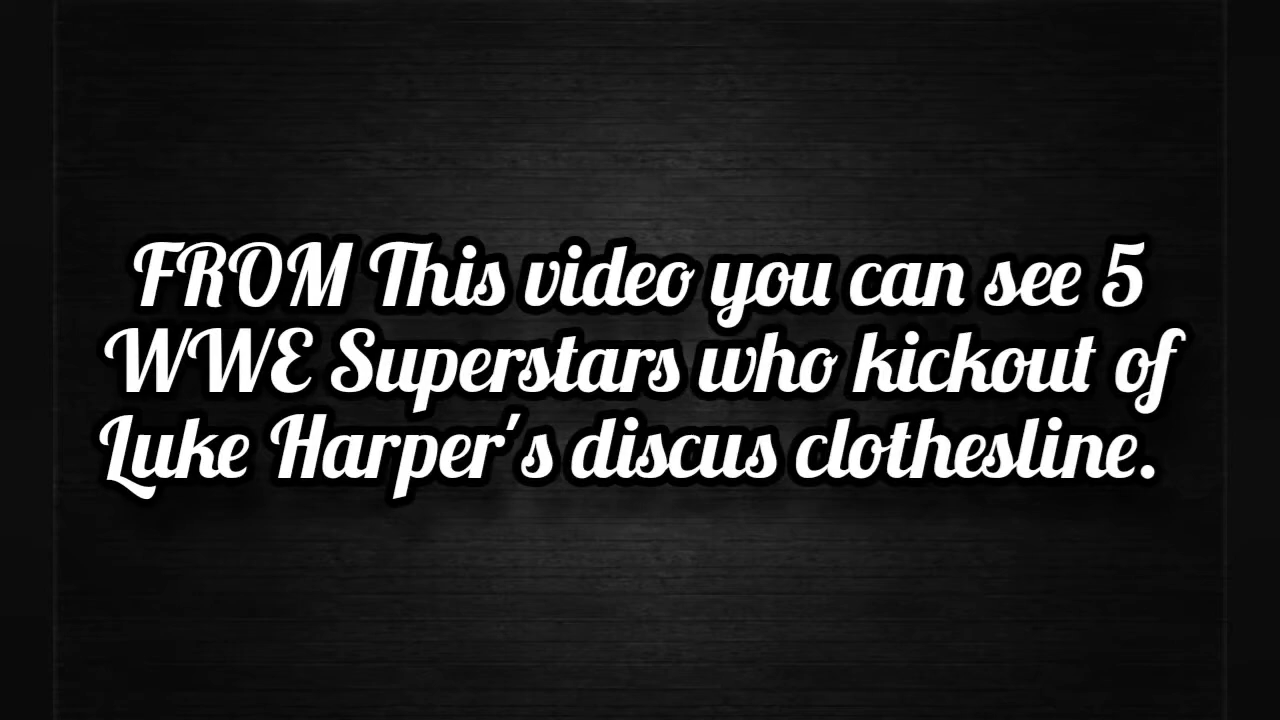 FROM This video you can see 5
WWE Superstars who kickout of
Luke Harper's discus clothesline.